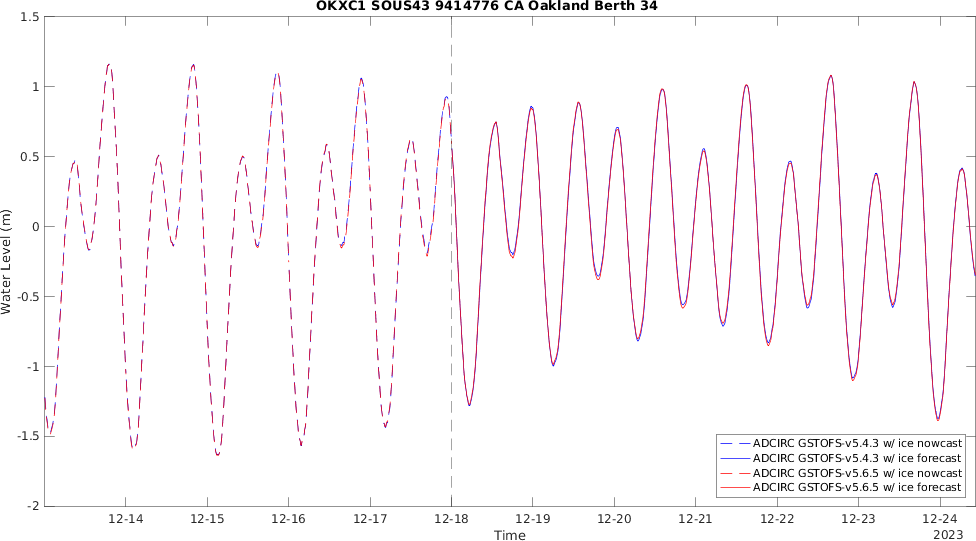 OKXC1 SOUS43 9414776 CA Oakland Berth 34
1.5
1
0.5
0
-0.5
-1
-1.5
-2
Water Level (m)
ADCIRC GSTOFS-v5.4.3 w/ ice nowcast
ADCIRC GSTOFS-v5.4.3 w/ ice forecast
ADCIRC GSTOFS-v5.6.5 w/ ice nowcast
ADCIRC GSTOFS-v5.6.5 w/ ice forecast
12-14 12-15 12-16 12-17 12-18 12-19 12-20 12-21 12-22 12-23 12-24
Time
2023